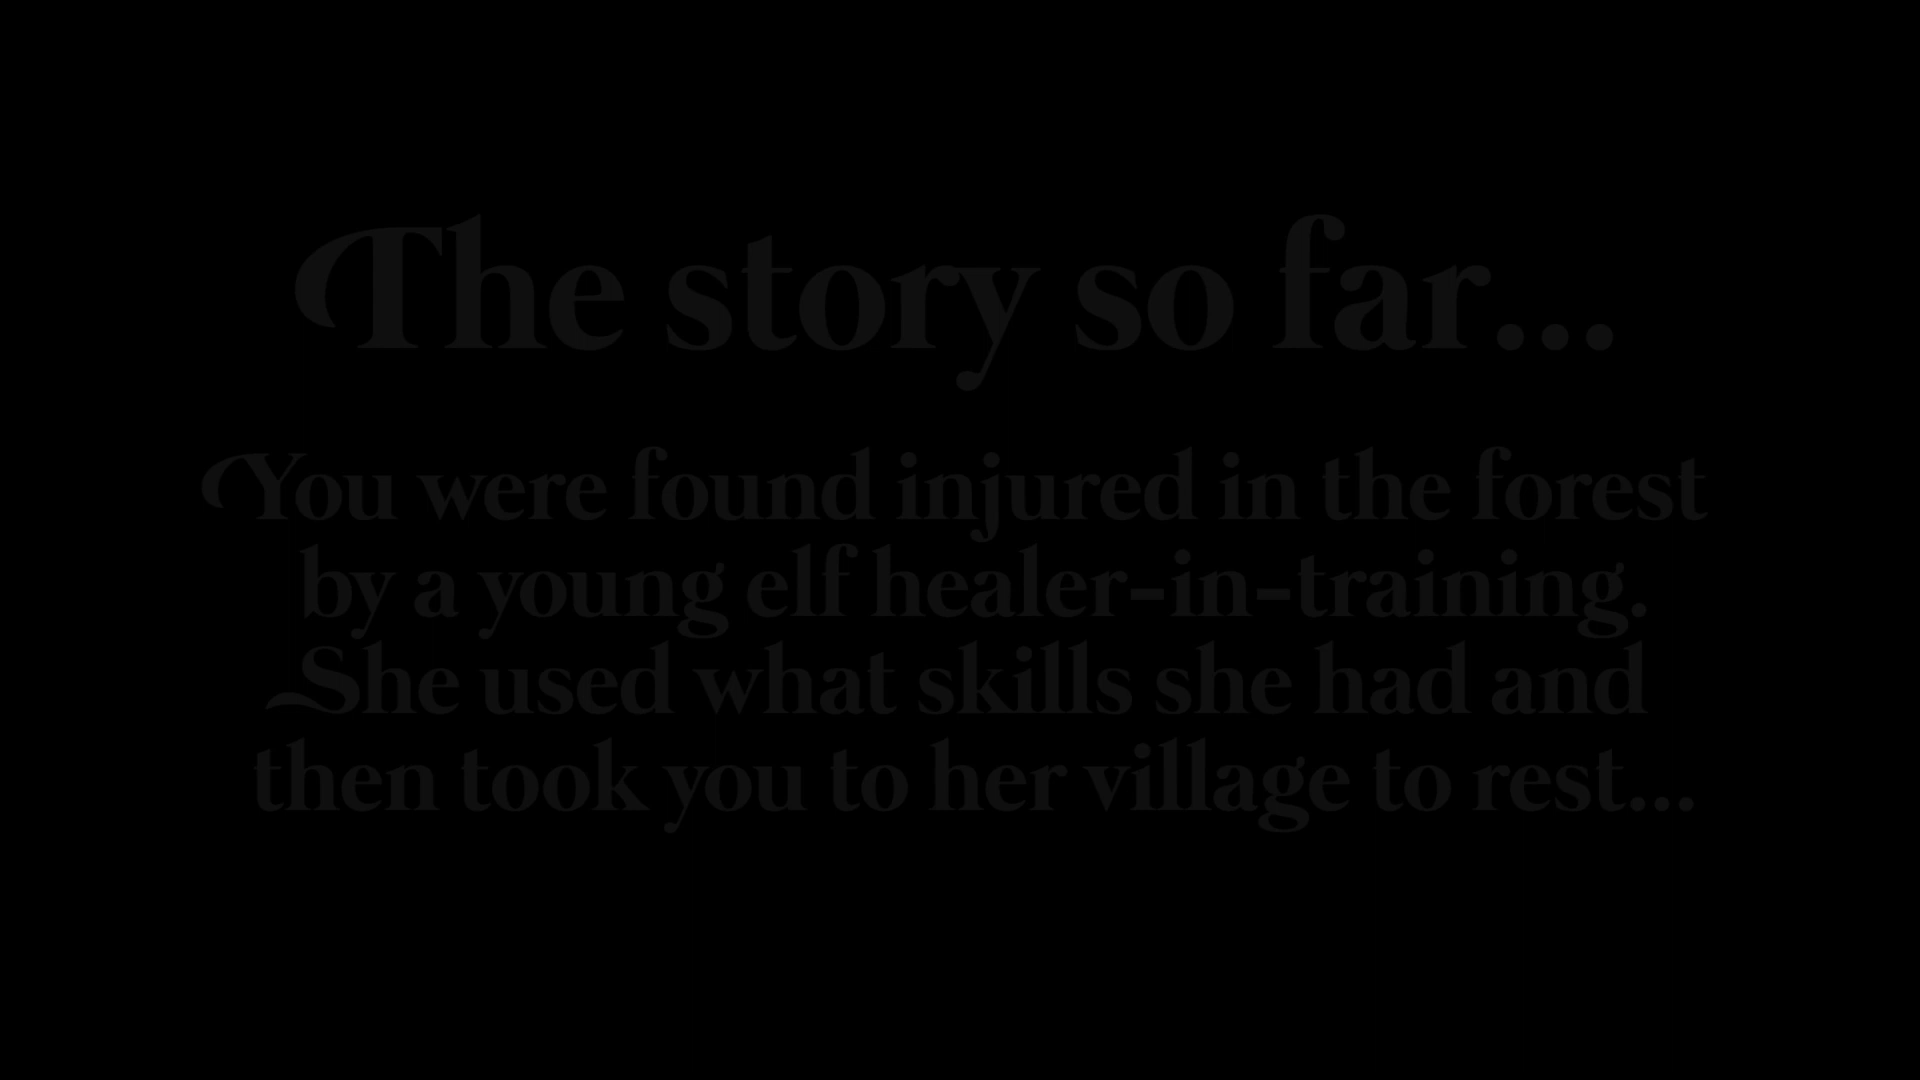 The story so far...
You were found injured in the forest
by a young elf healer-in-training.
She used what skills she had and
then took you to her village to rest...